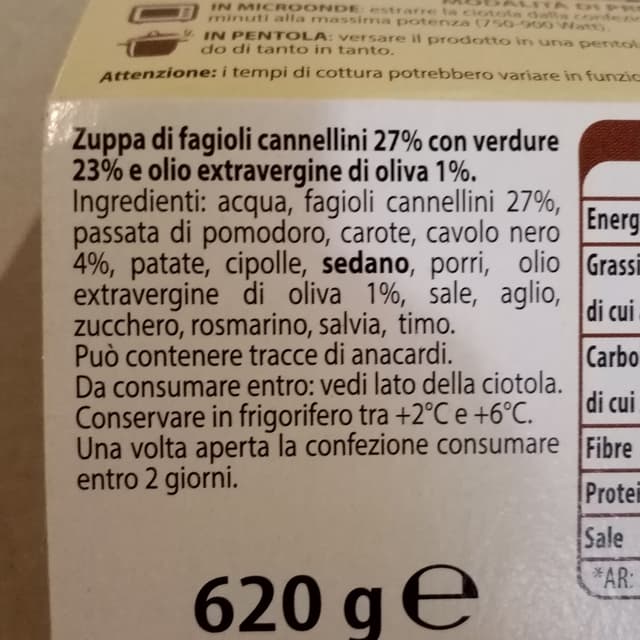 IN MICROONDE: estrarre la ciotola dalla
minuti alla massima potenza (750-900 Watt).
IN PENTOLA: versare il prodotto in una
do di tanto in tanto.
Attenzione: i tempi di cottura potrebbero variare in
Zuppa di fagioli cannellini 27% con verdure
23% e olio extravergine di oliva 1%.
Ingredienti: acqua, fagioli cannellini 27%,
passata di pomodoro, carote, cavolo nero
4%, patate, cipolle, sedano, porri, olio
extravergine di oliva 1%, sale, aglio,
zucchero, rosmarino, salvia, timo.
Può contenere tracce di anacardi.
Da consumare entro: vedi lato della ciotola.
Conservare in frigorifero tra +2°C e +6°C.
Una volta aperta la confezione consumare
entro 2 giorni.
620 g e
Energ
Grassi
di cui
Carbo
di cui
Fibre
Protei
Sale
*AR: